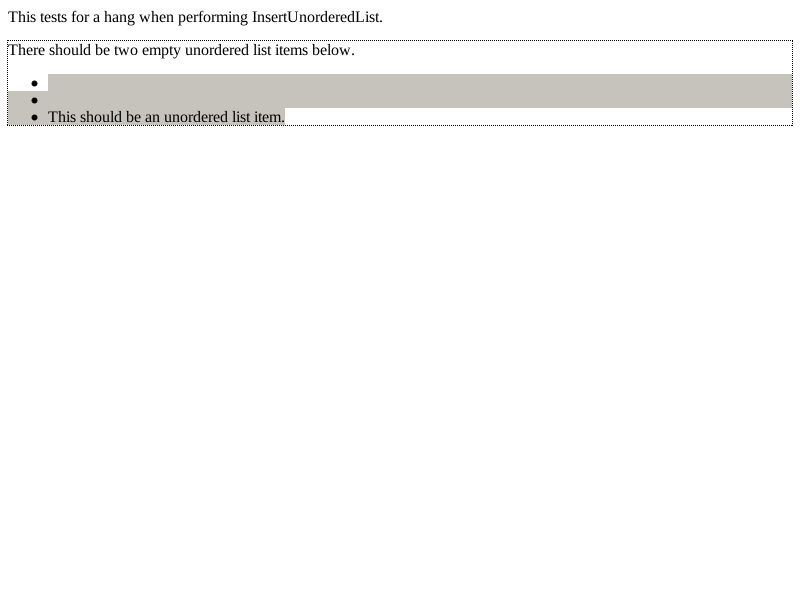 This tests for a hang when performing InsertUnorderedList.
There should be two empty unordered list items below.
•
•
• This should be an unordered list item.